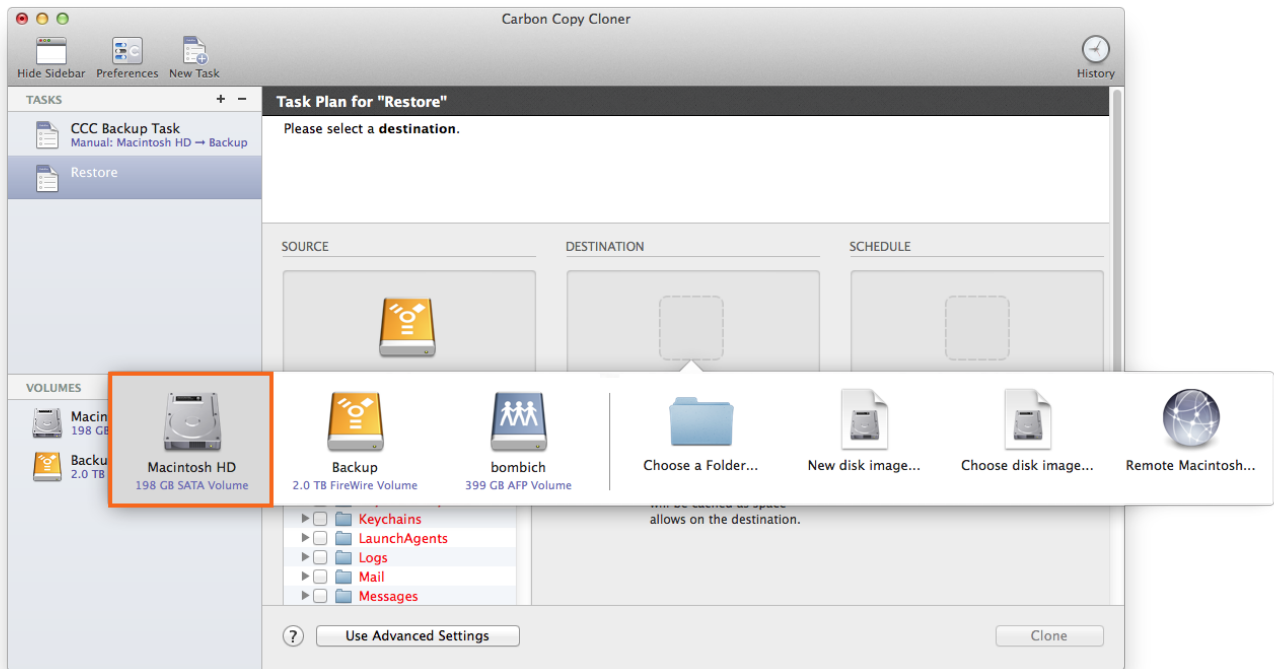 Carbon Copy Cloner
Hide Sidebar
Preferences
New Task
History
TASKS
+ −
CCC Backup Task
Manual: Macintosh HD → Backup
Restore
Task Plan for "Restore"
Please select a destination.
SOURCE
DESTINATION
SCHEDULE
VOLUMES
Macin
198 GB
Backu
2.0 TB
Macintosh HD
198 GB SATA Volume
Backup
2.0 TB FireWire Volume
bombich
399 GB AFP Volume
Choose a Folder...
New disk image...
Choose disk image...
Remote Macintosh...
will be cached as space
allows on the destination.
Keychains
LaunchAgents
Logs
Mail
Messages
?
Use Advanced Settings
Clone